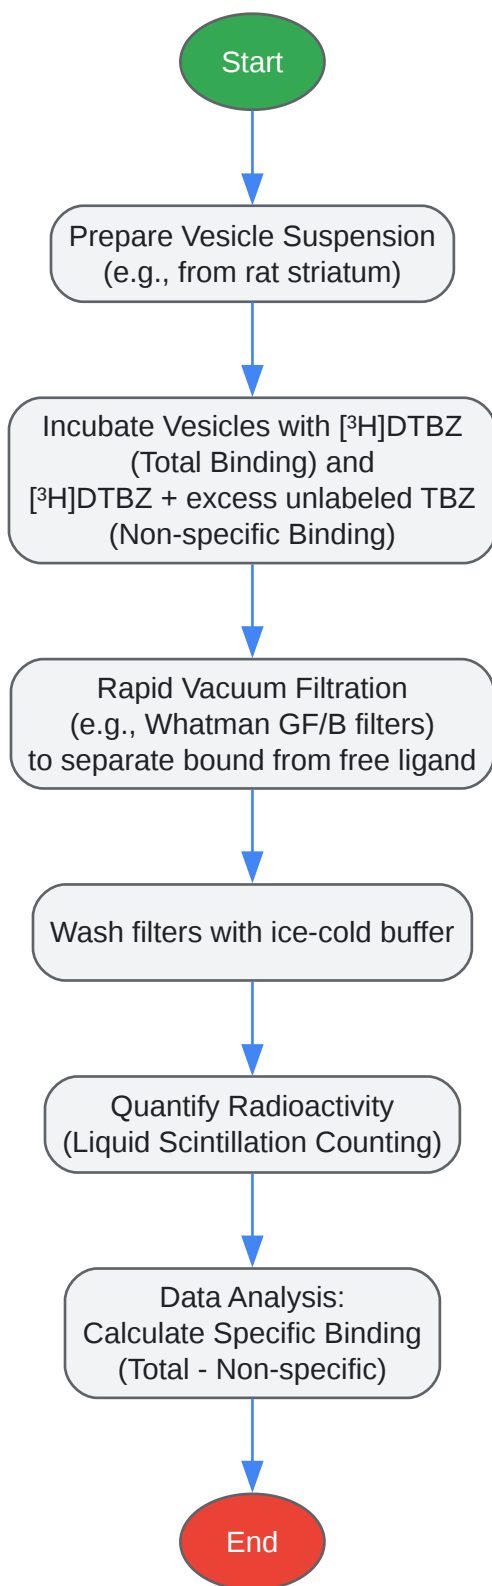 Start
Prepare Vesicle Suspension
(e.g., from rat striatum)
Incubate Vesicles with [³H]DTBZ
(Total Binding) and
[³H]DTBZ + excess unlabeled TBZ
(Non-specific Binding)
Rapid Vacuum Filtration
(e.g., Whatman GF/B filters)
to separate bound from free ligand
Wash filters with ice-cold buffer
Quantify Radioactivity
(Liquid Scintillation Counting)
Data Analysis:
Calculate Specific Binding
(Total - Non-specific)
End